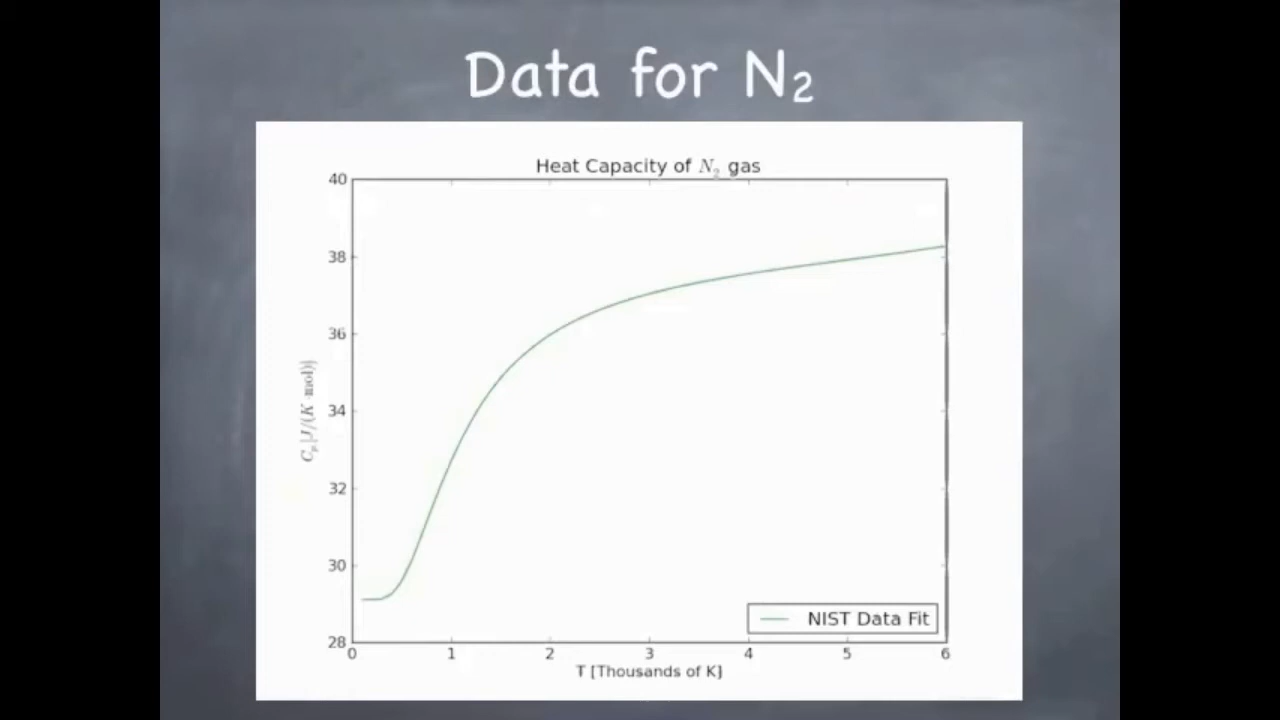 Data for N₂
Heat Capacity of N₂ gas
40
38
36
34
32
30
28
C_p[J/(K·mol)]
0 1 2 3 4 5 6
T [Thousands of K]
NIST Data Fit